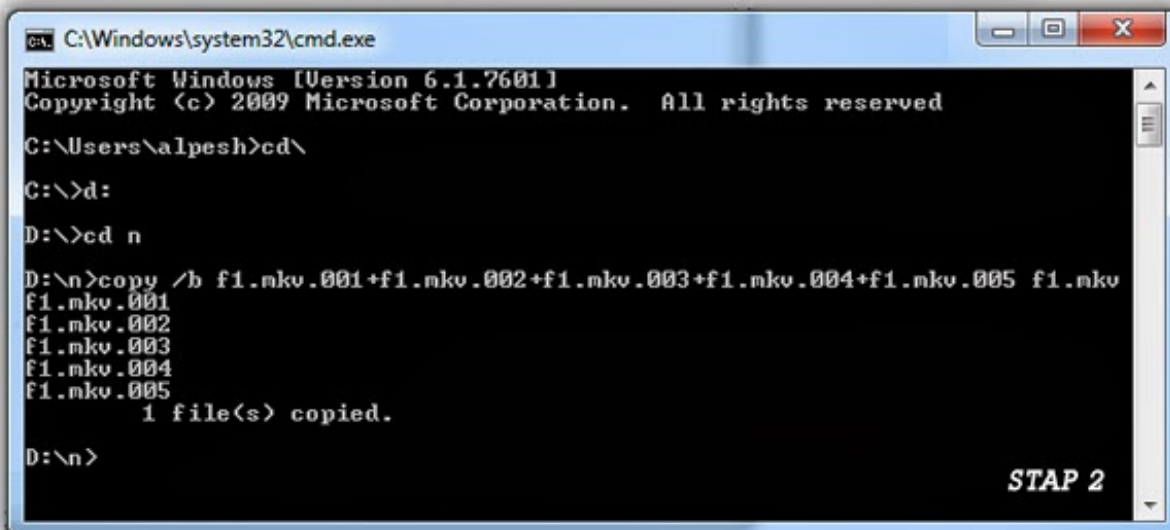 C:\Windows\system32\cmd.exe
Microsoft Windows [Version 6.1.7601]
Copyright (c) 2009 Microsoft Corporation.  All rights reserved
C:\Users\alpesh>cd\
C:\>d:
D:\>cd n
D:\n>copy /b f1.mkv.001+f1.mkv.002+f1.mkv.003+f1.mkv.004+f1.mkv.005 f1.mkv
f1.mkv.001
f1.mkv.002
f1.mkv.003
f1.mkv.004
f1.mkv.005
        1 file(s) copied.
D:\n>
STAP 2